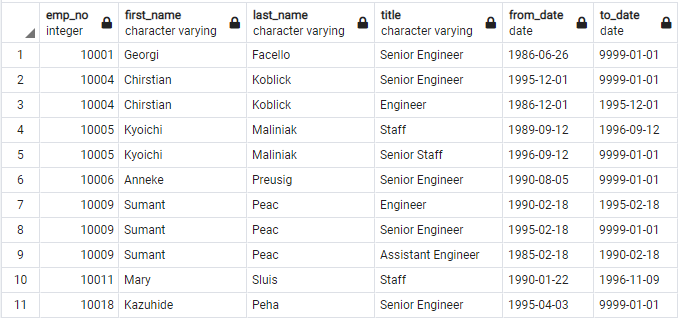 emp_no first_name last_name title from_date to_date
integer character varying character varying character varying date date
1 10001 Georgi Facello Senior Engineer 1986-06-26 9999-01-01
2 10004 Chirstian Koblick Senior Engineer 1995-12-01 9999-01-01
3 10004 Chirstian Koblick Engineer 1986-12-01 1995-12-01
4 10005 Kyoichi Maliniak Staff 1989-09-12 1996-09-12
5 10005 Kyoichi Maliniak Senior Staff 1996-09-12 9999-01-01
6 10006 Anneke Preusig Senior Engineer 1990-08-05 9999-01-01
7 10009 Sumant Peac Engineer 1990-02-18 1995-02-18
8 10009 Sumant Peac Senior Engineer 1995-02-18 9999-01-01
9 10009 Sumant Peac Assistant Engineer 1985-02-18 1990-02-18
10 10011 Mary Sluis Staff 1990-01-22 1996-11-09
11 10018 Kazuhide Peha Senior Engineer 1995-04-03 9999-01-01